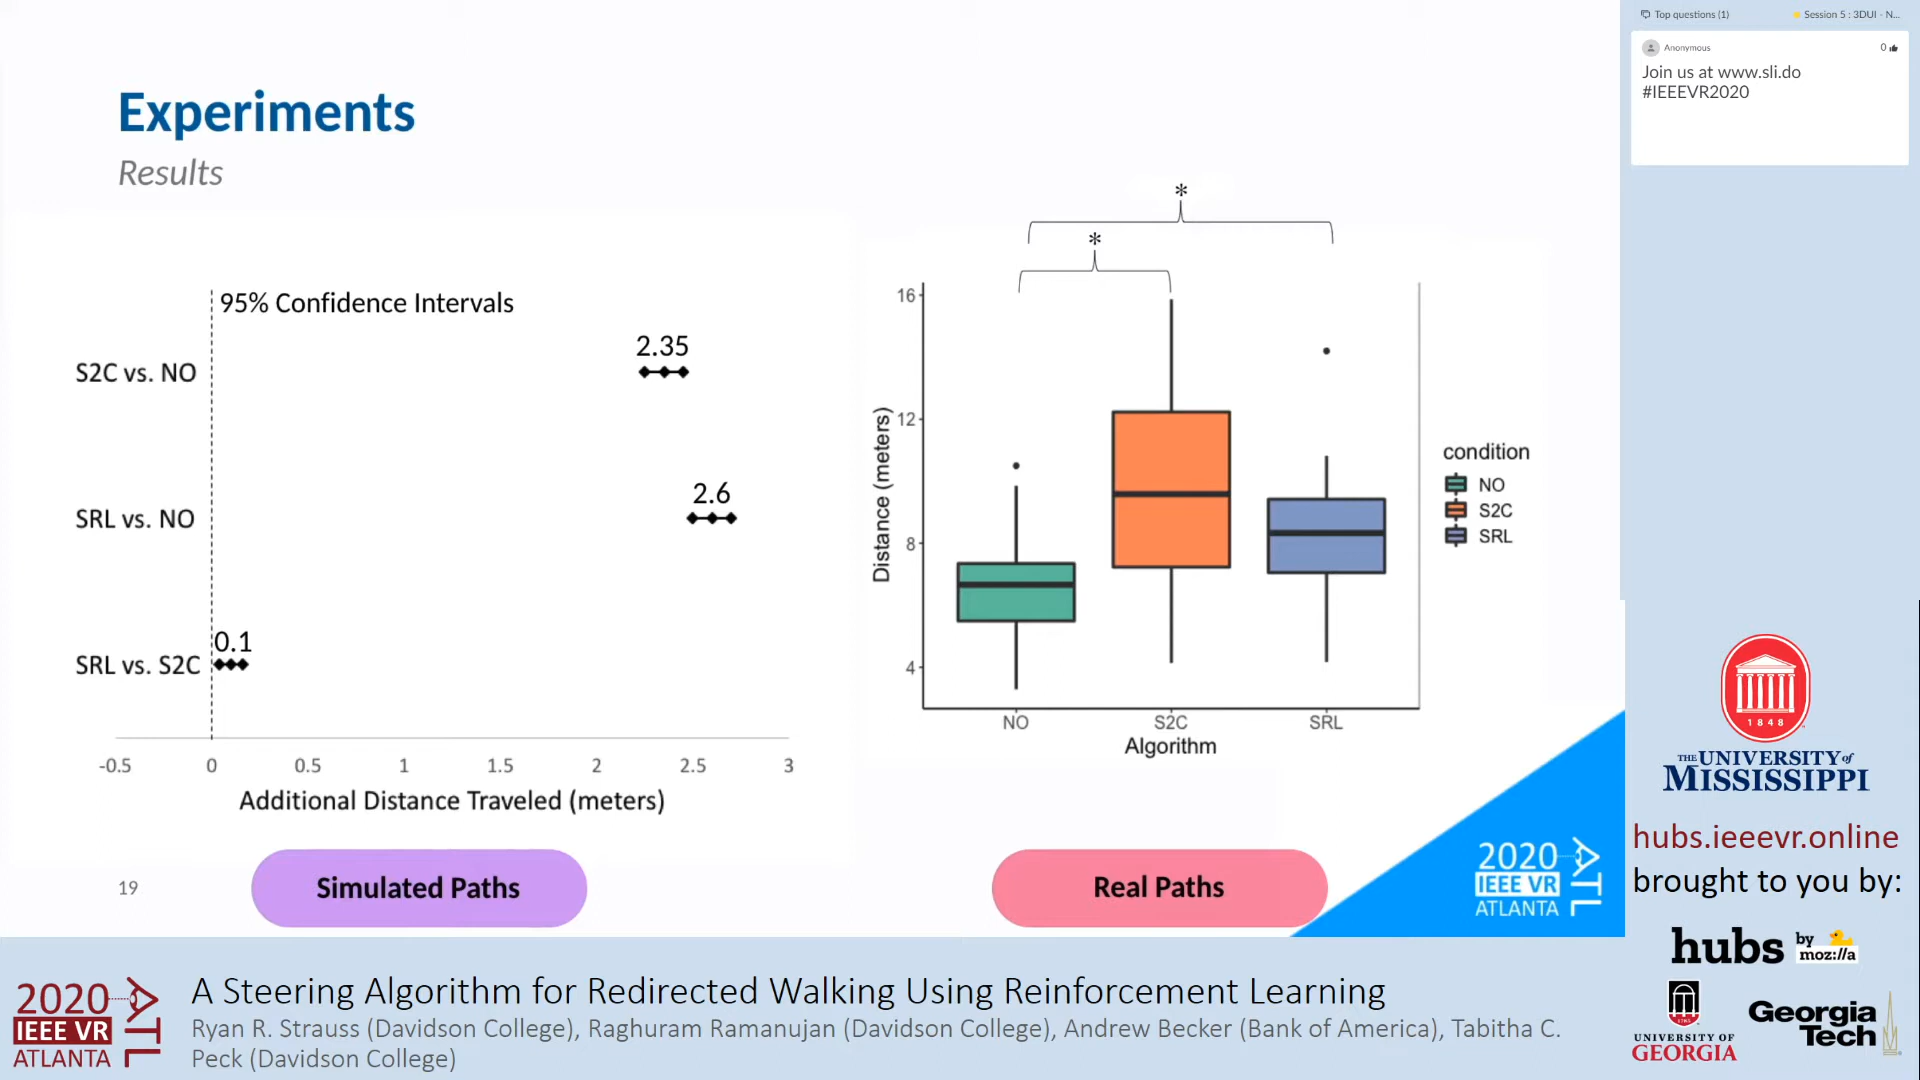 Experiments
Results
95% Confidence Intervals
S2C vs. NO
2.35
SRL vs. NO
2.6
SRL vs. S2C
0.1
-0.5 0 0.5 1 1.5 2 2.5 3
Additional Distance Traveled (meters)
Simulated Paths
19
*
*
Distance (meters)
16
12
8
4
NO S2C SRL
Algorithm
condition
NO
S2C
SRL
Real Paths
2020
IEEE VR
ATLANTA
ATL
Top questions (1)
Session 5 : 3DUI - N...
Anonymous
0
Join us at www.sli.do
#IEEEVR2020
1848
THE UNIVERSITY of
MISSISSIPPI
hubs.ieeevr.online
brought to you by:
hubs by
moz://a
UNIVERSITY OF
GEORGIA
1785
Georgia
Tech
2020
IEEE VR
ATLANTA
ATL
A Steering Algorithm for Redirected Walking Using Reinforcement Learning
Ryan R. Strauss (Davidson College), Raghuram Ramanujan (Davidson College), Andrew Becker (Bank of America), Tabitha C.
Peck (Davidson College)